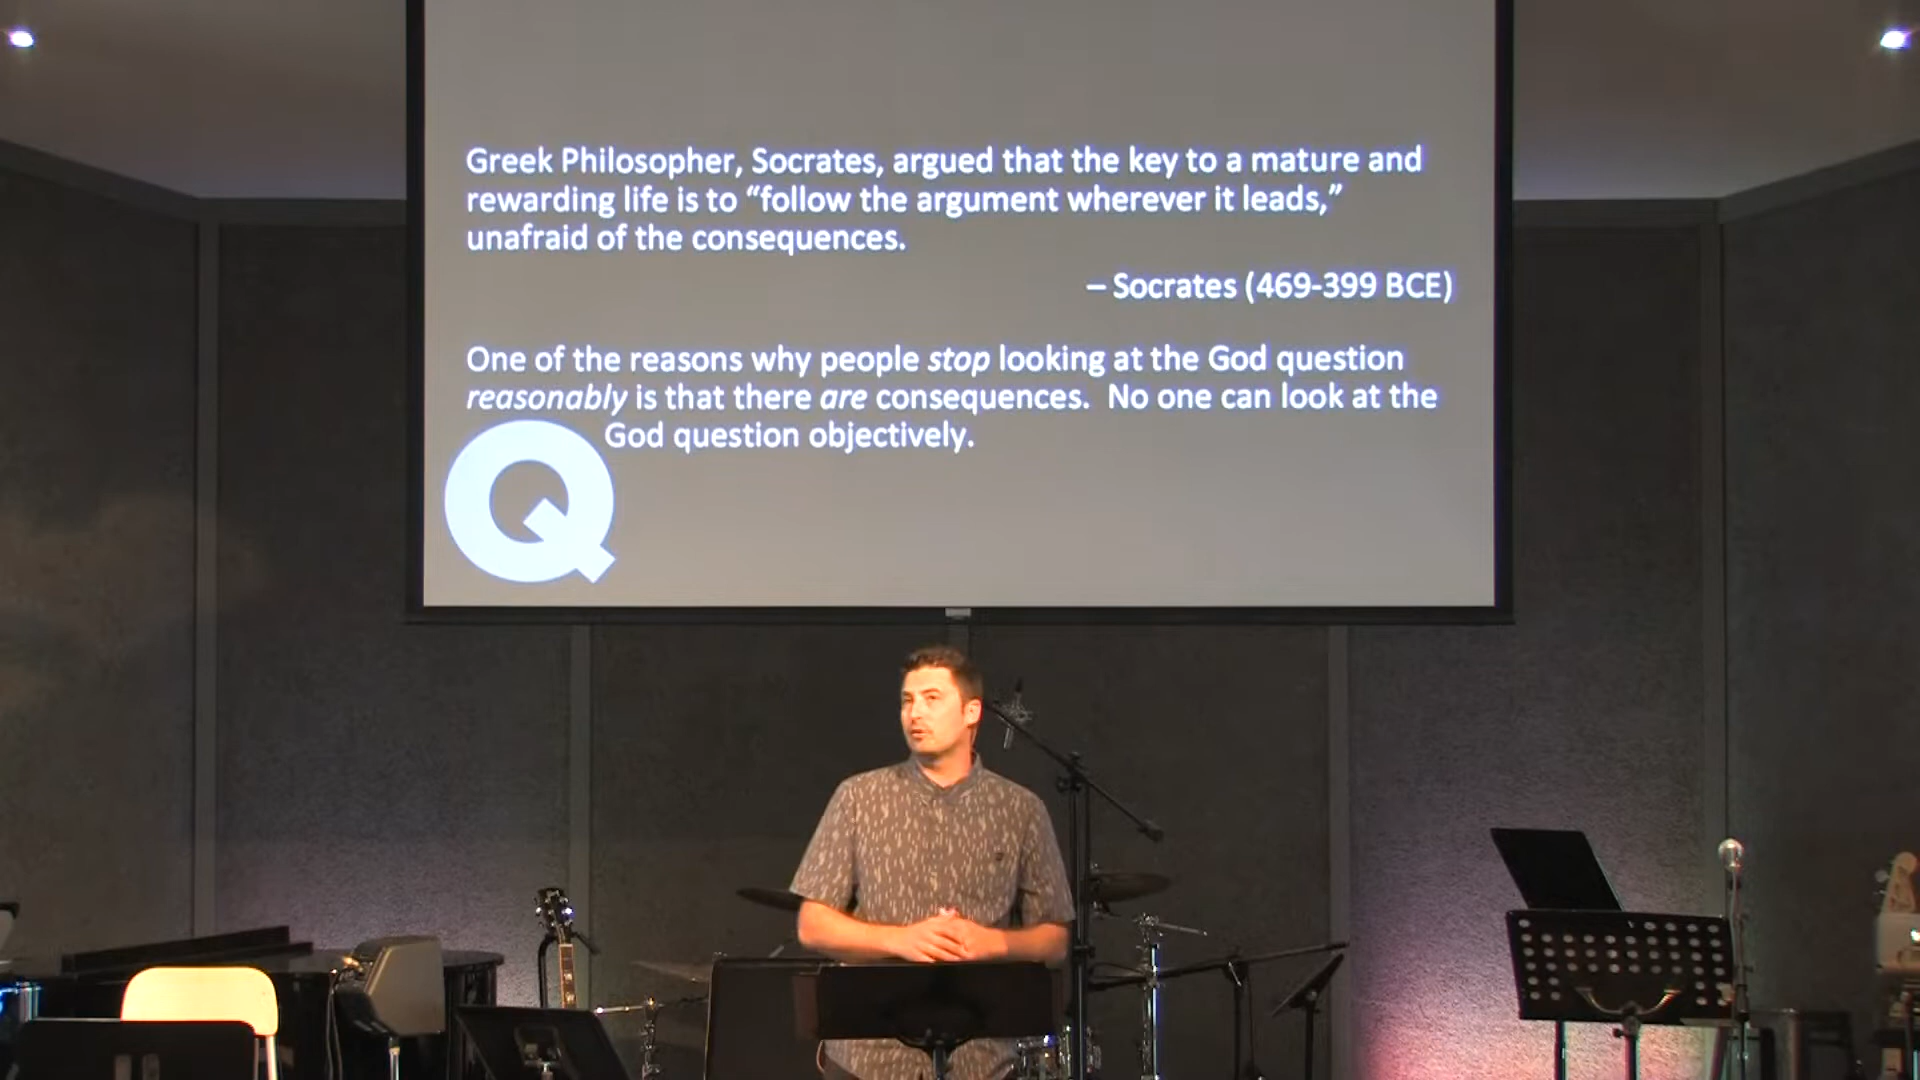 Greek Philosopher, Socrates, argued that the key to a mature and
rewarding life is to “follow the argument wherever it leads,”
unafraid of the consequences.
– Socrates (469-399 BCE)
One of the reasons why people stop looking at the God question
reasonably is that there are consequences.  No one can look at the
God question objectively.
Q